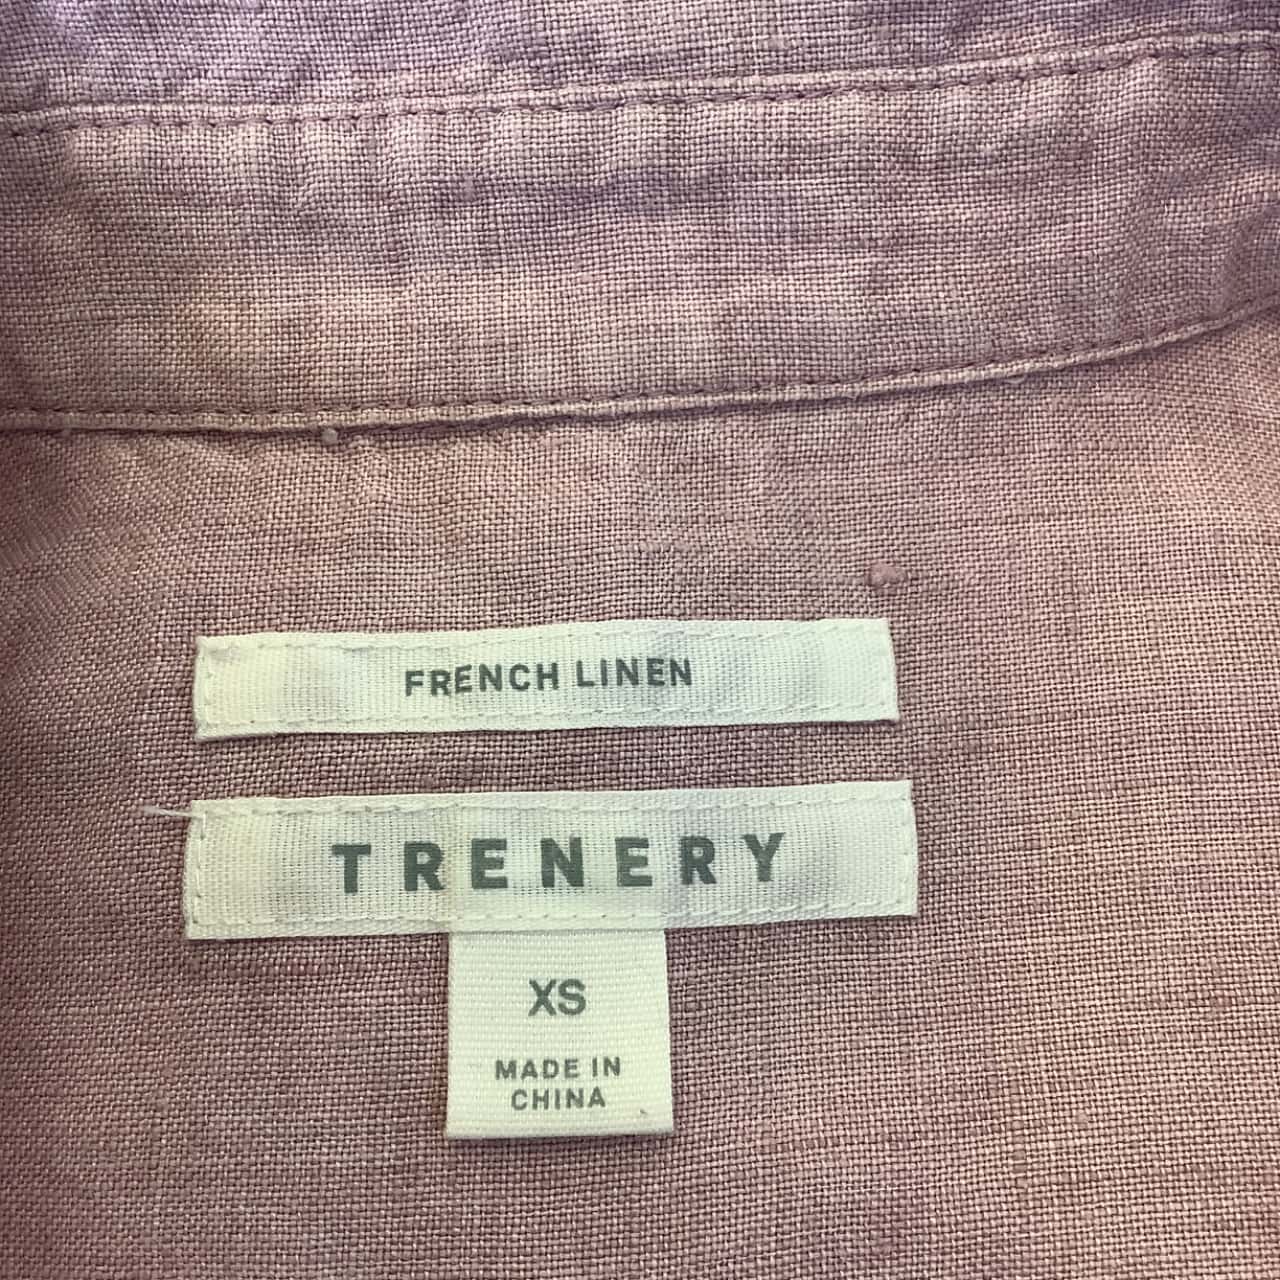 FRENCH LINEN
TRENERY
XS
MADE IN
CHINA